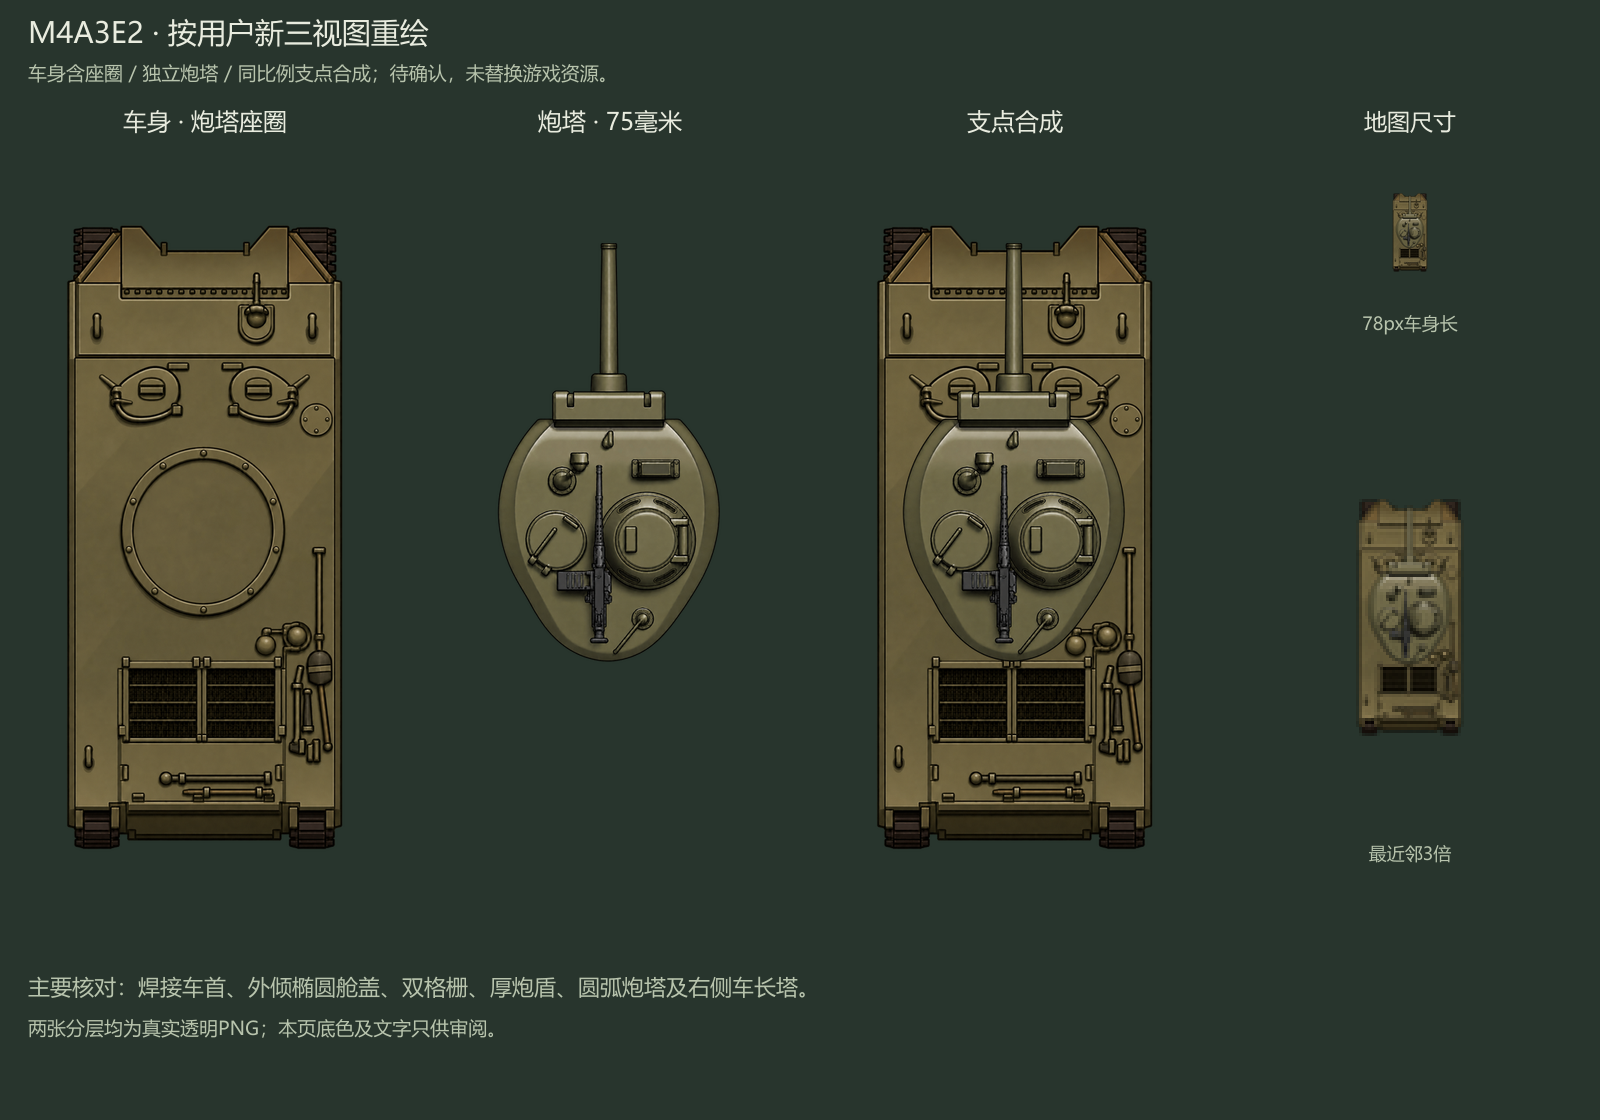 M4A3E2 · 按用户新三视图重绘
车身含座圈 / 独立炮塔 / 同比例支点合成；待确认，未替换游戏资源。
车身 · 炮塔座圈
炮塔 · 75毫米
支点合成
地图尺寸
78px车身长
最近邻3倍
主要核对：焊接车首、外倾椭圆舱盖、双格栅、厚炮盾、圆弧炮塔及右侧车长塔。
两张分层均为真实透明PNG；本页底色及文字只供审阅。